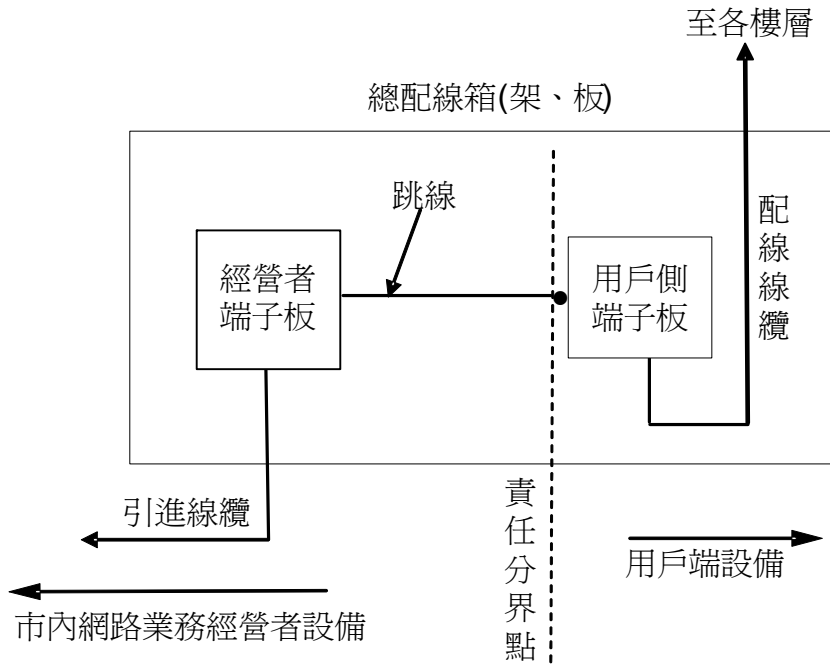 至各樓層
總配線箱(架、板)
跳線
配線線纜
經營者
端子板
用戶側
端子板
引進線纜
責任分界點
用戶端設備
市內網路業務經營者設備